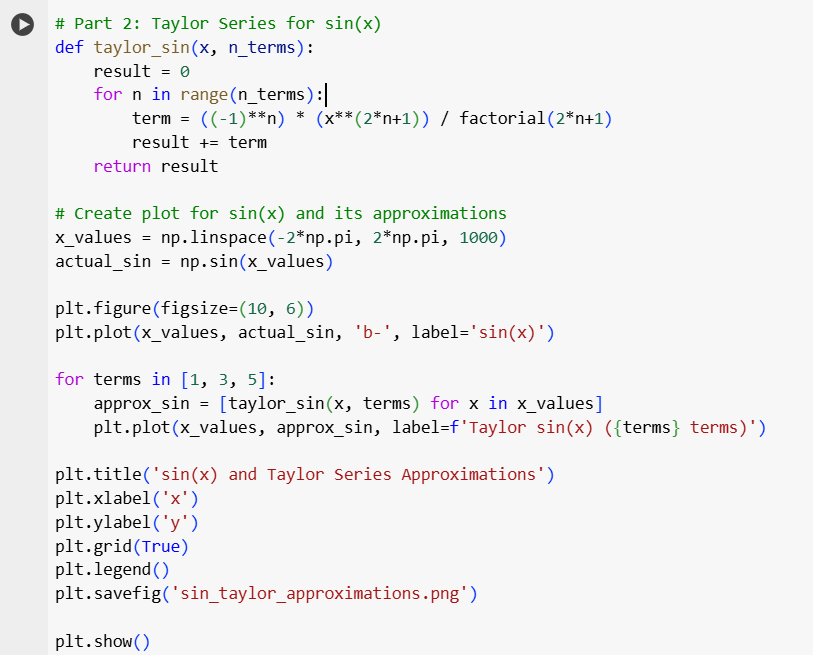 # Part 2: Taylor Series for sin(x)
def taylor_sin(x, n_terms):
    result = 0
    for n in range(n_terms):
        term = ((-1)**n) * (x**(2*n+1)) / factorial(2*n+1)
        result += term
    return result

# Create plot for sin(x) and its approximations
x_values = np.linspace(-2*np.pi, 2*np.pi, 1000)
actual_sin = np.sin(x_values)

plt.figure(figsize=(10, 6))
plt.plot(x_values, actual_sin, 'b-', label='sin(x)')

for terms in [1, 3, 5]:
    approx_sin = [taylor_sin(x, terms) for x in x_values]
    plt.plot(x_values, approx_sin, label=f'Taylor sin(x) ({terms} terms)')

plt.title('sin(x) and Taylor Series Approximations')
plt.xlabel('x')
plt.ylabel('y')
plt.grid(True)
plt.legend()
plt.savefig('sin_taylor_approximations.png')

plt.show()